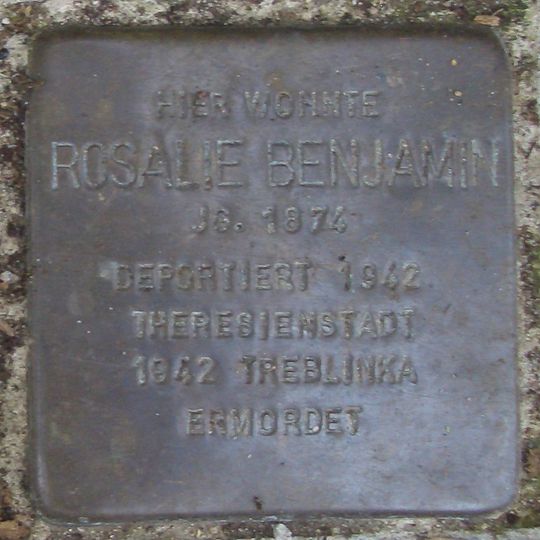 HIER WOHNTE
ROSALIE BENJAMIN
JG. 1874
DEPORTIERT 1942
THERESIENSTADT
1942 TREBLINKA
ERMORDET